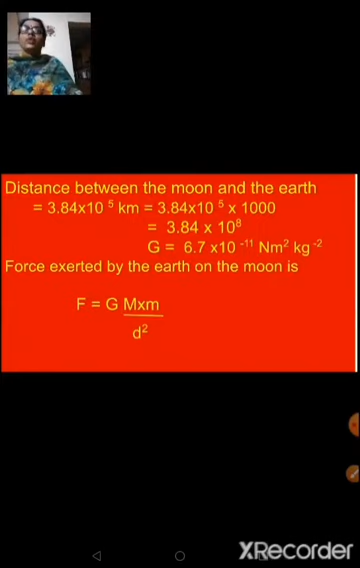 Distance between the moon and the earth
= 3.84x10 ⁵ km = 3.84x10 ⁵ x 1000
= 3.84 x 10⁸
G = 6.7 x10 ⁻¹¹ Nm² kg ⁻²
Force exerted by the earth on the moon is
F = G Mxm
d²
XRecorder